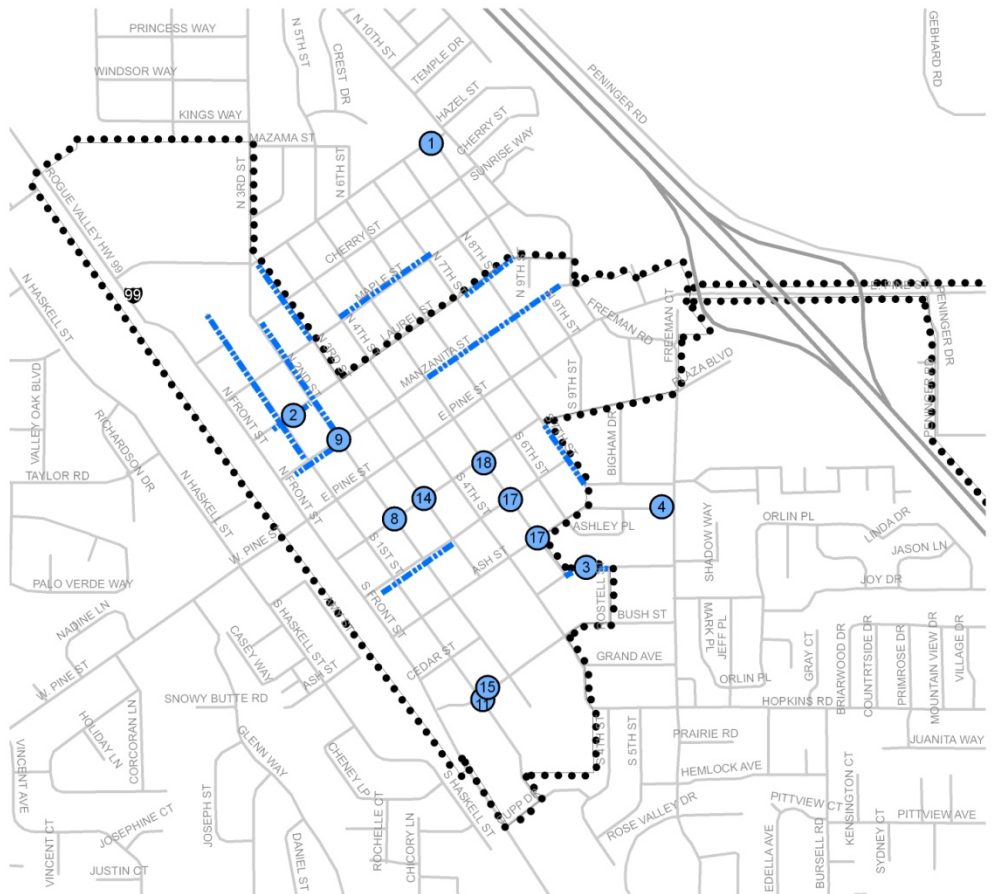 PRINCESS WAY
WINDSOR WAY
KINGS WAY
MAZAMA ST
N 5TH ST
CREST DR
N 10TH ST
TEMPLE DR
HAZEL ST
CHERRY ST
SUNRISE WAY
PENINGER RD
GEBHARD RD
1
N 3RD ST
N 6TH ST
ROGUE VALLEY HW 99
CHERRY ST
N 8TH ST
N 7TH ST
N 9TH ST
MAPLE ST
99
N HASKELL ST
N 4TH ST
LAUREL ST
N 3RD ST
N 9TH ST
FREEMAN RD
FREEMAN CT
E PINE ST
PENINGER DR
PENINGER RD
PLAZA BLVD
MANZANITA ST
N 2ND ST
E PINE ST
S 9TH ST
VALLEY OAK BLVD
RICHARDSON DR
N FRONT ST
2
9
BIGHAM DR
S 6TH ST
TAYLOR RD
N HASKELL ST
N FRONT ST
E PINE ST
18
S 4TH ST
14
17
8
4
17
ASHLEY PL
SHADOW WAY
ORLIN PL
LINDA DR
JASON LN
JOY DR
W. PINE ST
S 1ST ST
ASH ST
3
PALO VERDE WAY
NADINE LN
S FRONT ST
BUSH ST
MARK PL
JEFF PL
S HASKELL ST
CASEY WAY
ASH ST
CEDAR ST
GRAND AVE
GRAY CT
BRIARWOOD DR
COUNTRTSIDE DR
PRIMROSE DR
MOUNTAIN VIEW DR
VILLAGE DR
W. PINE ST
SNOWY BUTTE RD
15
11
ORLIN PL
HOPKINS RD
HOLIDAY LN
CORCORAN LN
GLENN WAY
CHENEY LP
S 4TH ST
S 5TH ST
PRAIRIE RD
JUANITA WAY
VINCENT AVE
S HASKELL ST
HEMLOCK AVE
JOSEPH ST
ROCHELLE CT
CHICORY LN
ROSE VALLEY DR
PITTVIEW CT
KENSINGTON CT
PITTVIEW AVE
VINCENT CT
JOSEPHINE CT
JUSTIN CT
DANIEL ST
EDELLA AVE
BURSELL RD
SYDNEY CT